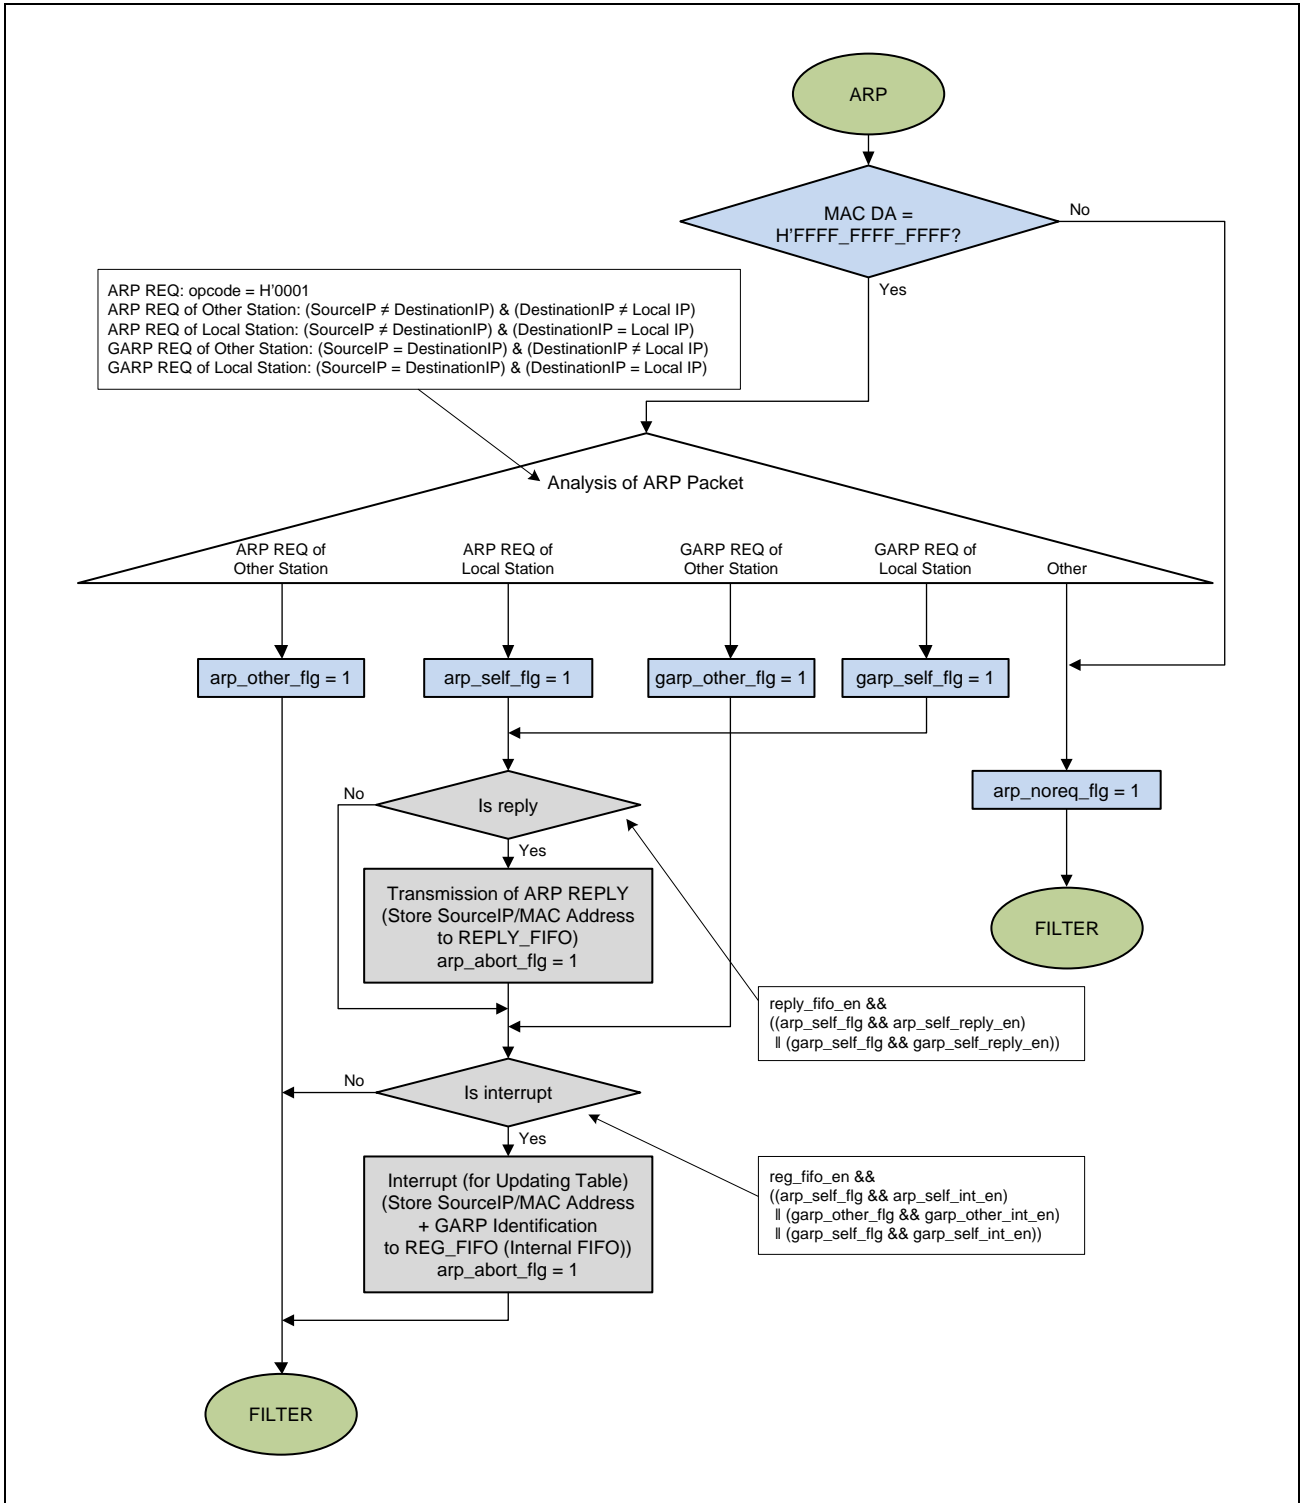 ARP
MAC DA =
H'FFFF_FFFF_FFFF?
No
Yes
ARP REQ: opcode = H'0001
ARP REQ of Other Station: (SourceIP ≠ DestinationIP) & (DestinationIP ≠ Local IP)
ARP REQ of Local Station: (SourceIP ≠ DestinationIP) & (DestinationIP = Local IP)
GARP REQ of Other Station: (SourceIP = DestinationIP) & (DestinationIP ≠ Local IP)
GARP REQ of Local Station: (SourceIP = DestinationIP) & (DestinationIP = Local IP)
Analysis of ARP Packet
ARP REQ of
Other Station
ARP REQ of
Local Station
GARP REQ of
Other Station
GARP REQ of
Local Station
Other
arp_other_flg = 1
arp_self_flg = 1
garp_other_flg = 1
garp_self_flg = 1
arp_noreq_flg = 1
FILTER
Is reply
No
Yes
Transmission of ARP REPLY
(Store SourceIP/MAC Address
to REPLY_FIFO)
arp_abort_flg = 1
reply_fifo_en &&
((arp_self_flg && arp_self_reply_en)
|| (garp_self_flg && garp_self_reply_en))
Is interrupt
No
Yes
Interrupt (for Updating Table)
(Store SourceIP/MAC Address
+ GARP Identification
to REG_FIFO (Internal FIFO))
arp_abort_flg = 1
reg_fifo_en &&
((arp_self_flg && arp_self_int_en)
|| (garp_other_flg && garp_other_int_en)
|| (garp_self_flg && garp_self_int_en))
FILTER